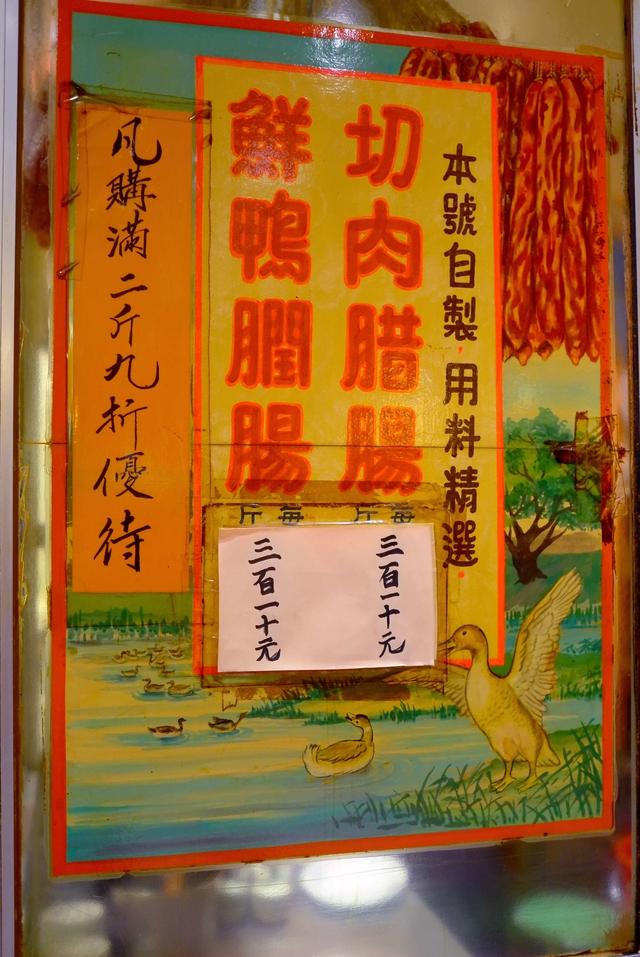 本號自製,用料精選.
切肉腊腸
每斤
三百一十元
鮮鴨膶腸
每斤
三百一十元
凡購滿二斤九折優待